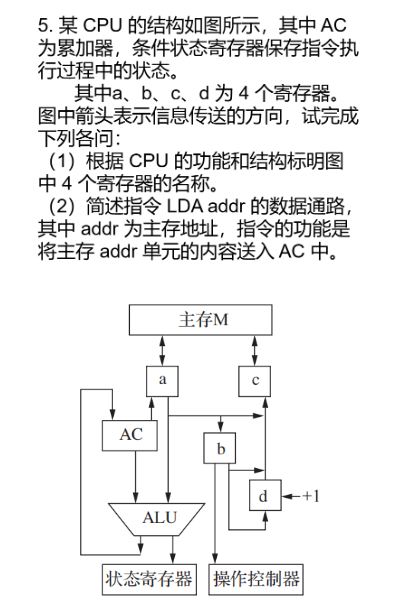 5. 某 CPU 的结构如图所示，其中 AC
为累加器，条件状态寄存器保存指令执
行过程中的状态。
其中a、b、c、d 为 4 个寄存器。
图中箭头表示信息传送的方向，试完成
下列各问：
（1）根据 CPU 的功能和结构标明图
中 4 个寄存器的名称。
（2）简述指令 LDA addr 的数据通路，
其中 addr 为主存地址，指令的功能是
将主存 addr 单元的内容送入 AC 中。
主存M
a
c
AC
b
d
+1
ALU
状态寄存器
操作控制器